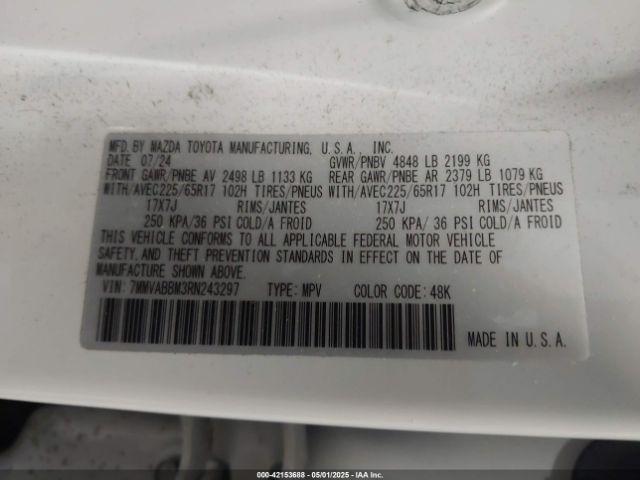 MFD. BY MAZDA TOYOTA MANUFACTURING, U.S.A., INC.
DATE 07/24 GVWR/PNBV 4848 LB 2199 KG
FRONT GAWR/PNBE AV 2498 LB 1133 KG REAR GAWR/PNBE AR 2379 LB 1079 KG
WITH/AVEC225/65R17 102H TIRES/PNEUS WITH/AVEC225/65R17 102H TIRES/PNEUS
17X7J RIMS/JANTES 17X7J RIMS/JANTES
250 KPA/36 PSI COLD/A FROID 250 KPA/ 36 PSI COLD/A FROID
THIS VEHICLE CONFORMS TO ALL APPLICABLE FEDERAL MOTOR VEHICLE
SAFETY,AND THEFT PREVENTION STANDARDS IN EFFECT ON THE DATE OF
MANUFACTURE SHOWN ABOVE.
VIN: 7MMVABBM3RN243297 TYPE: MPV COLOR CODE: 48K
MADE IN U.S.A.
000-42153688 - 05/01/2025 - IAAI.com